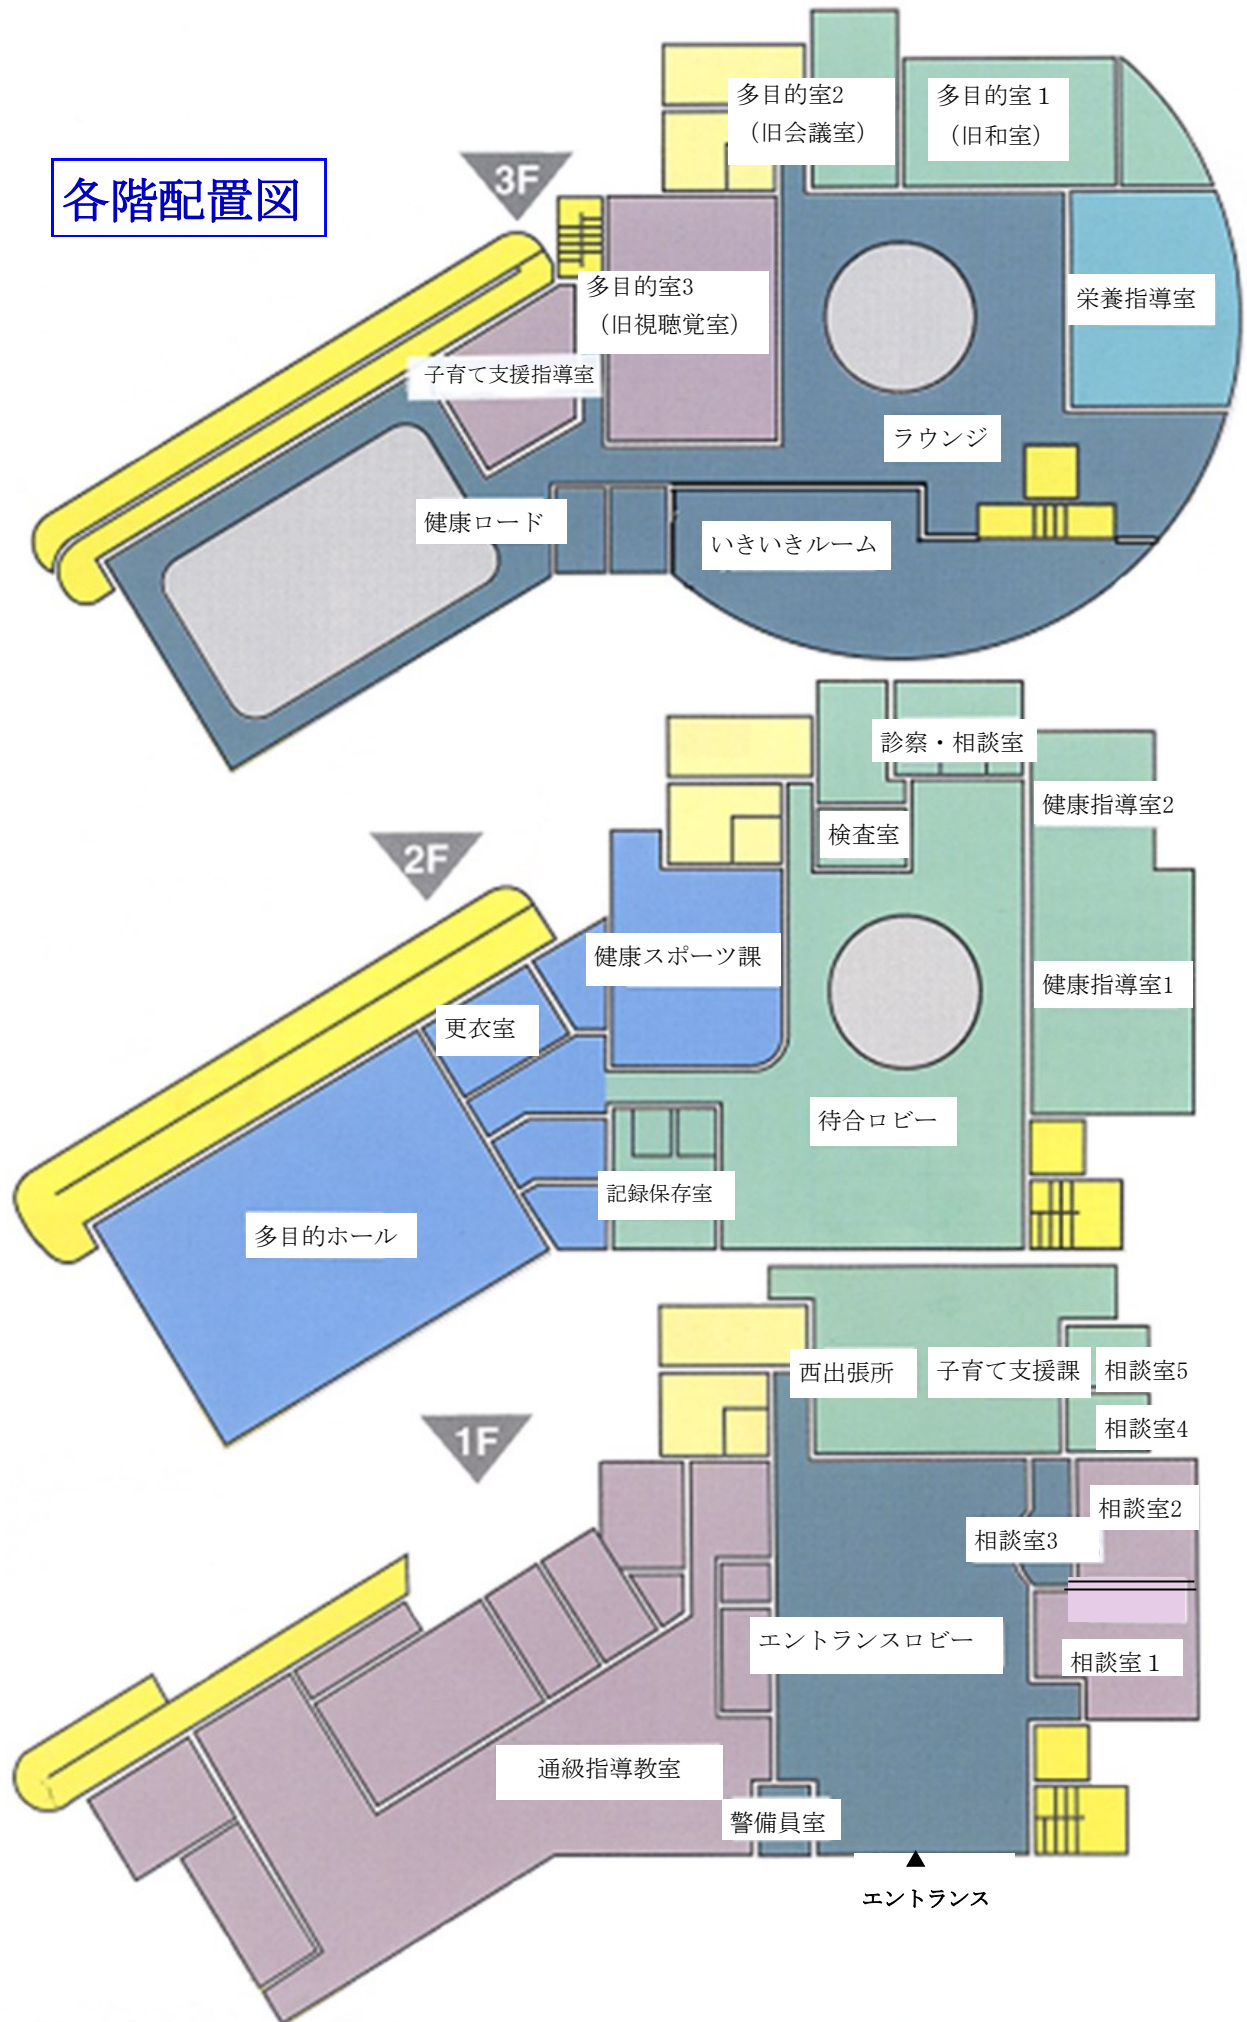 各階配置図
3F
多目的室2
（旧会議室）
多目的室１
（旧和室）
多目的室3
（旧視聴覚室）
栄養指導室
子育て支援指導室
ラウンジ
健康ロード
いきいきルーム
2F
診察・相談室
健康指導室2
検査室
健康スポーツ課
健康指導室1
更衣室
待合ロビー
記録保存室
多目的ホール
1F
西出張所
子育て支援課
相談室5
相談室4
相談室2
相談室3
エントランスロビー
相談室１
通級指導教室
警備員室
▲
エントランス